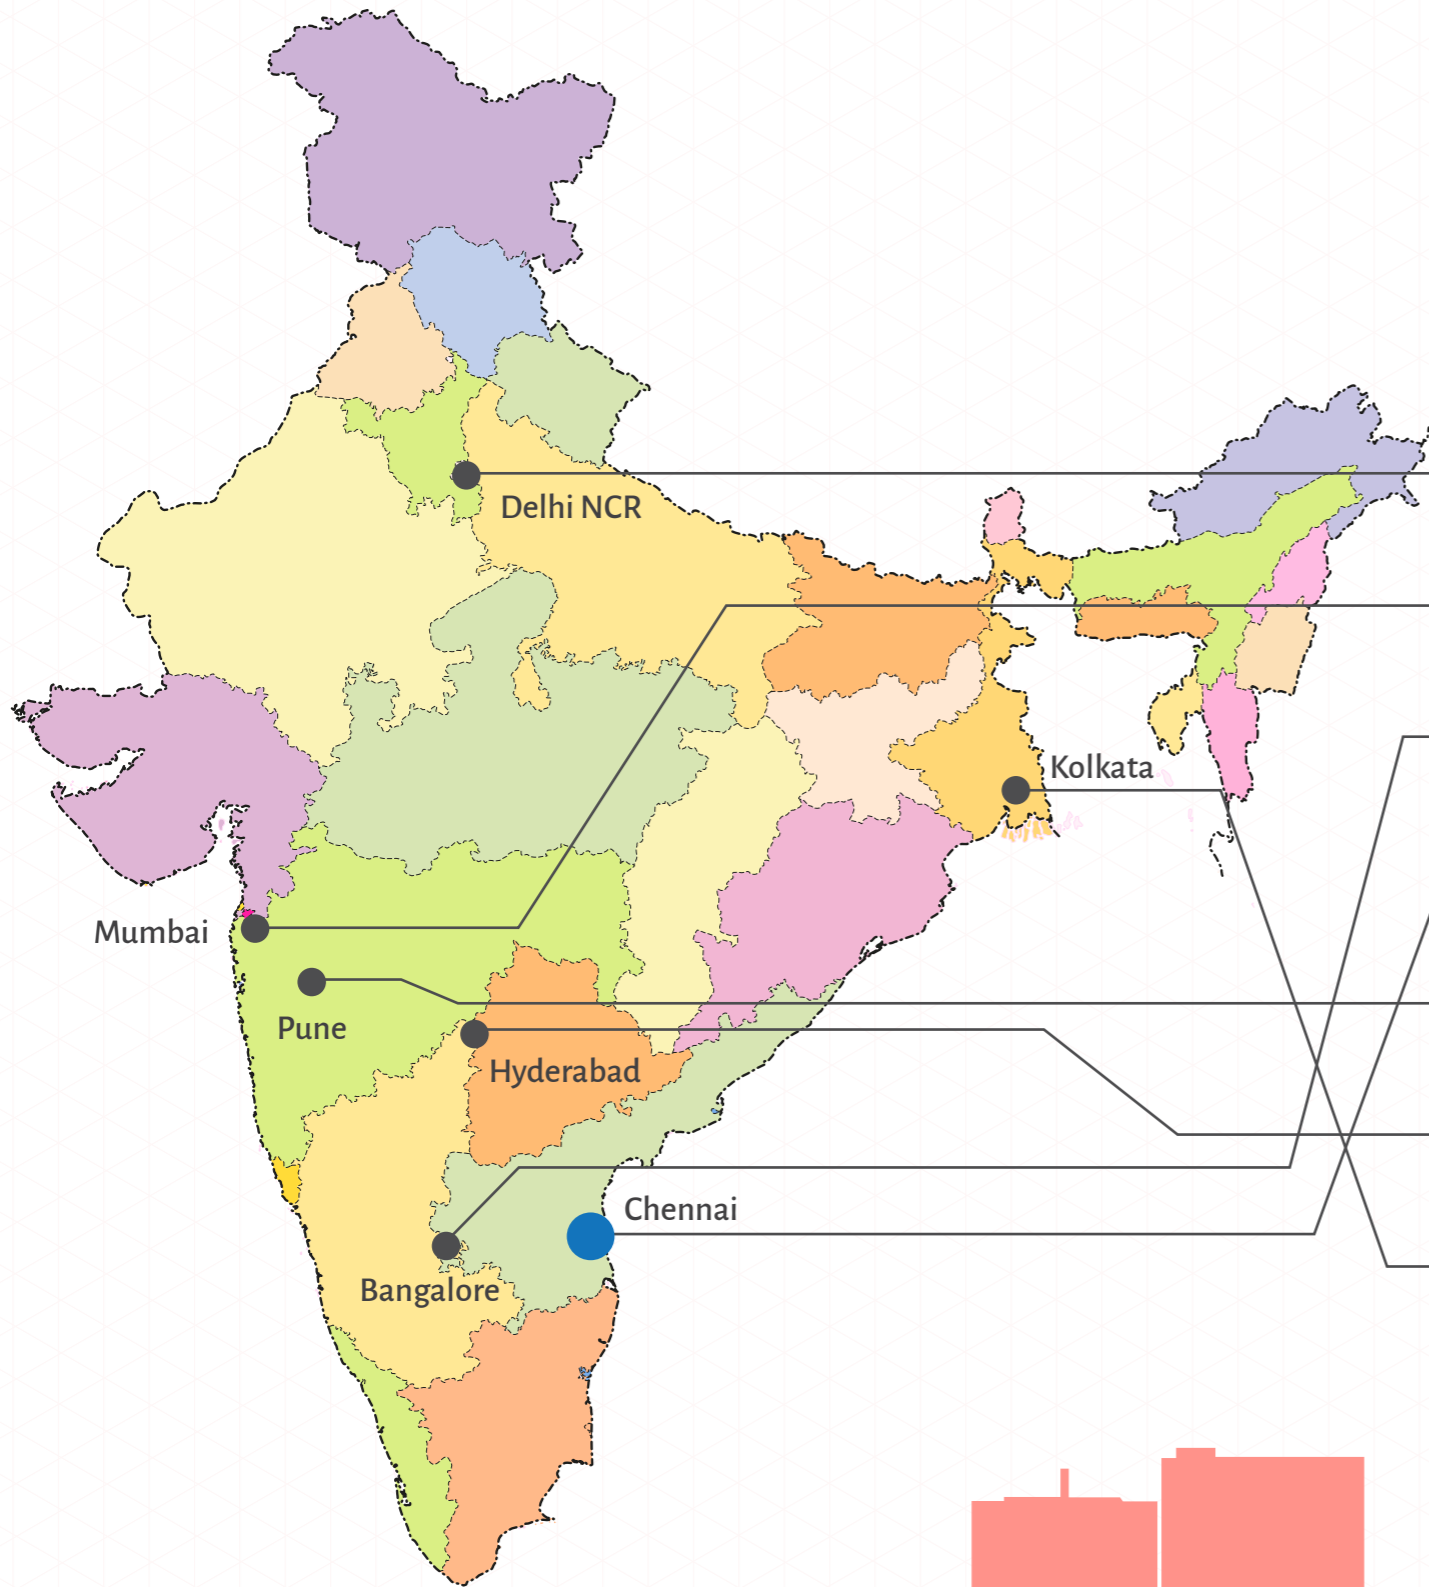 Delhi NCR
Kolkata
Mumbai
Pune
Hyderabad
Chennai
Bangalore